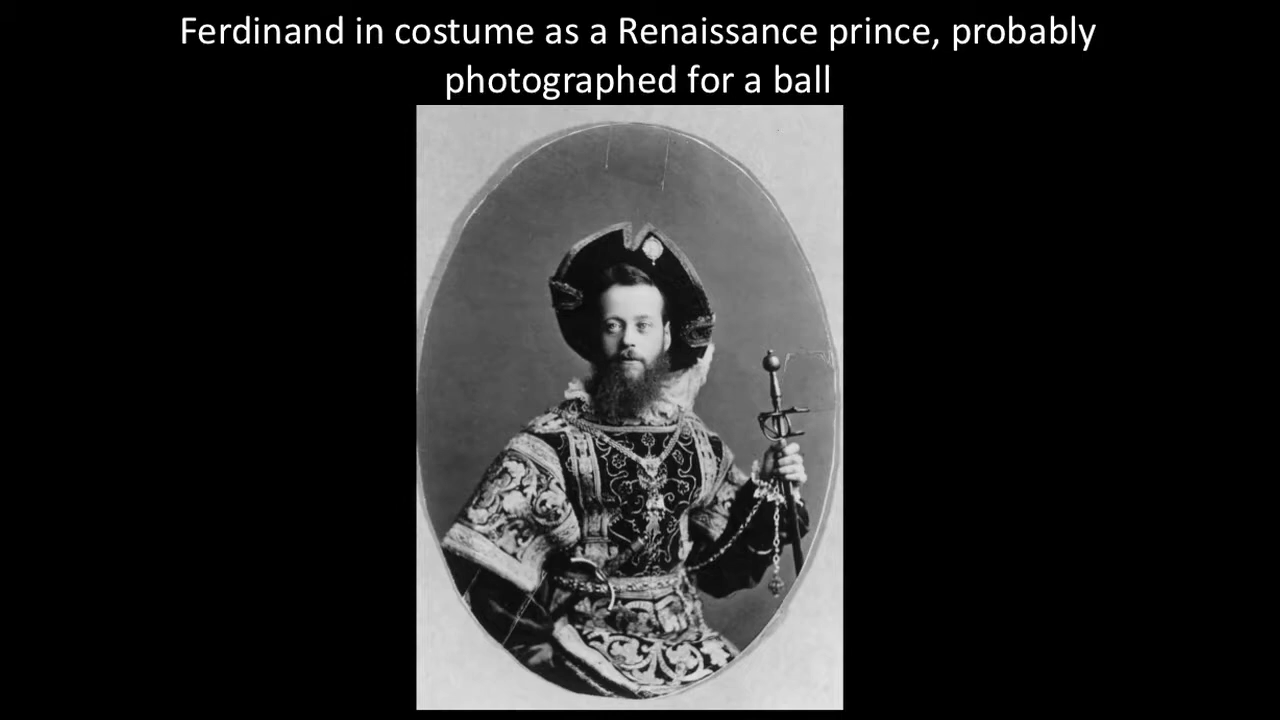 Ferdinand in costume as a Renaissance prince, probably
photographed for a ball